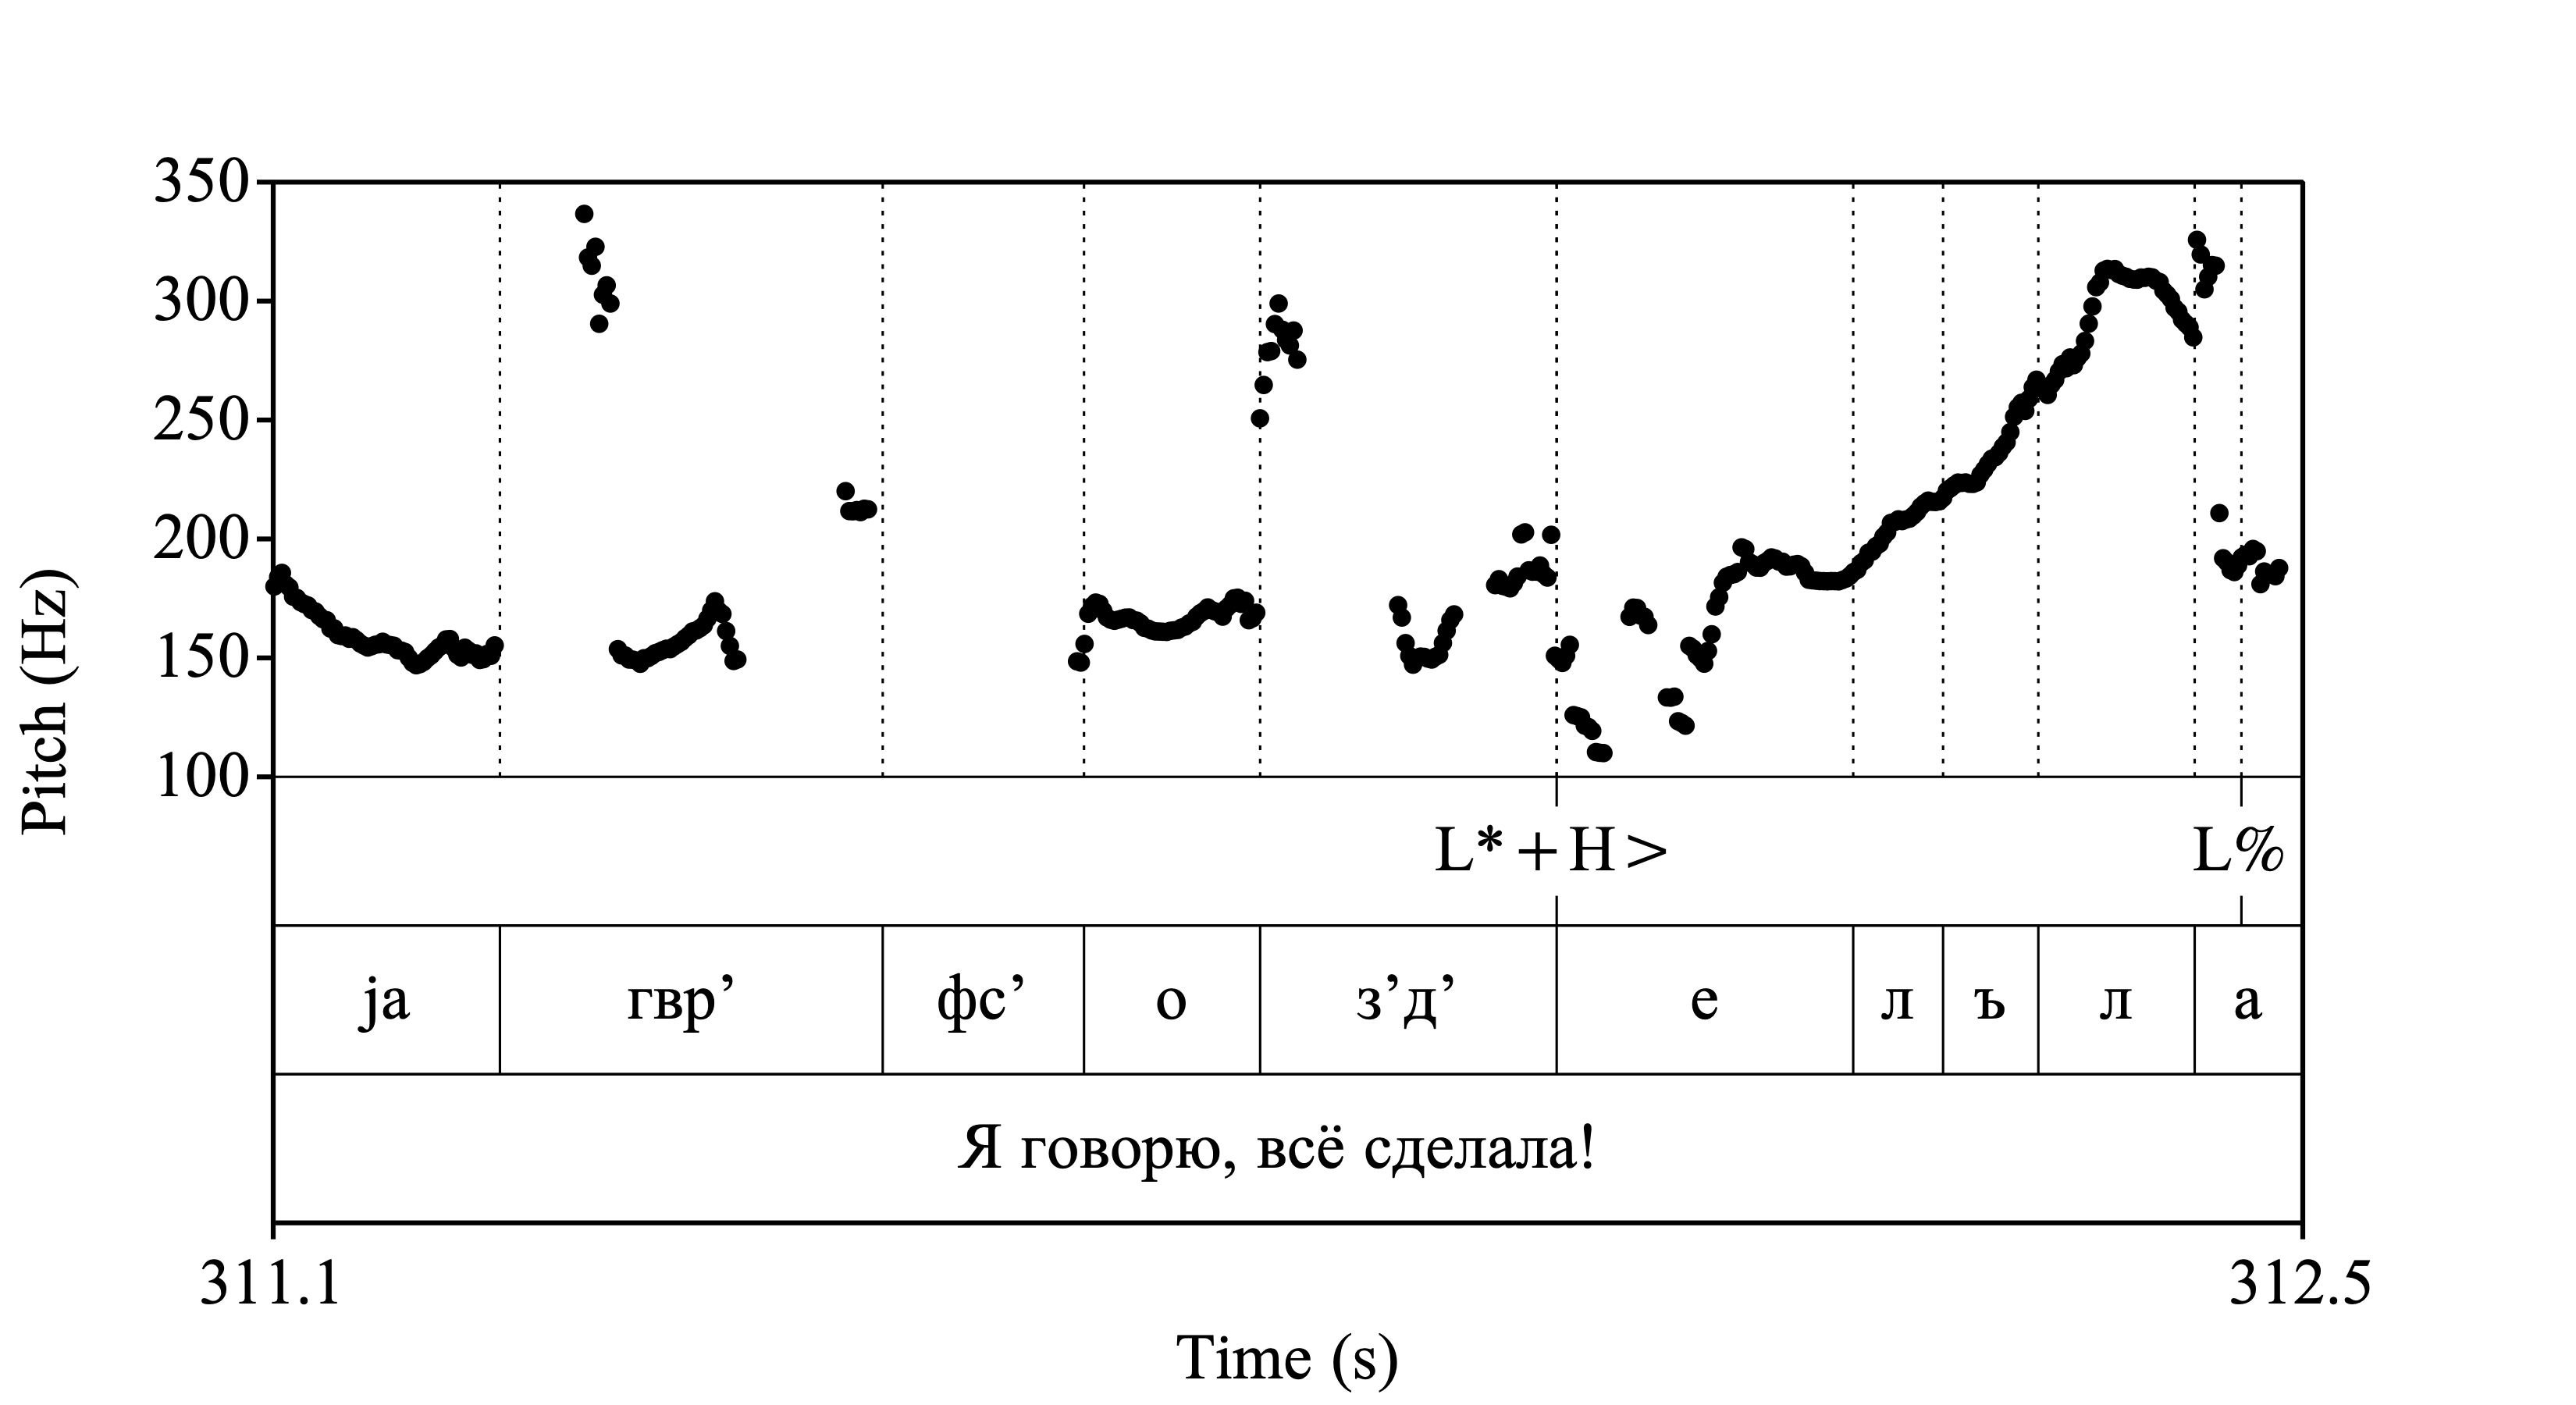 350
300
250
200
150
100
Pitch (Hz)
L*+H> L%
ja гвр’ фс’ о з’д’ е л ъ л а
Я говорю, всё сделала!
311.1 312.5
Time (s)